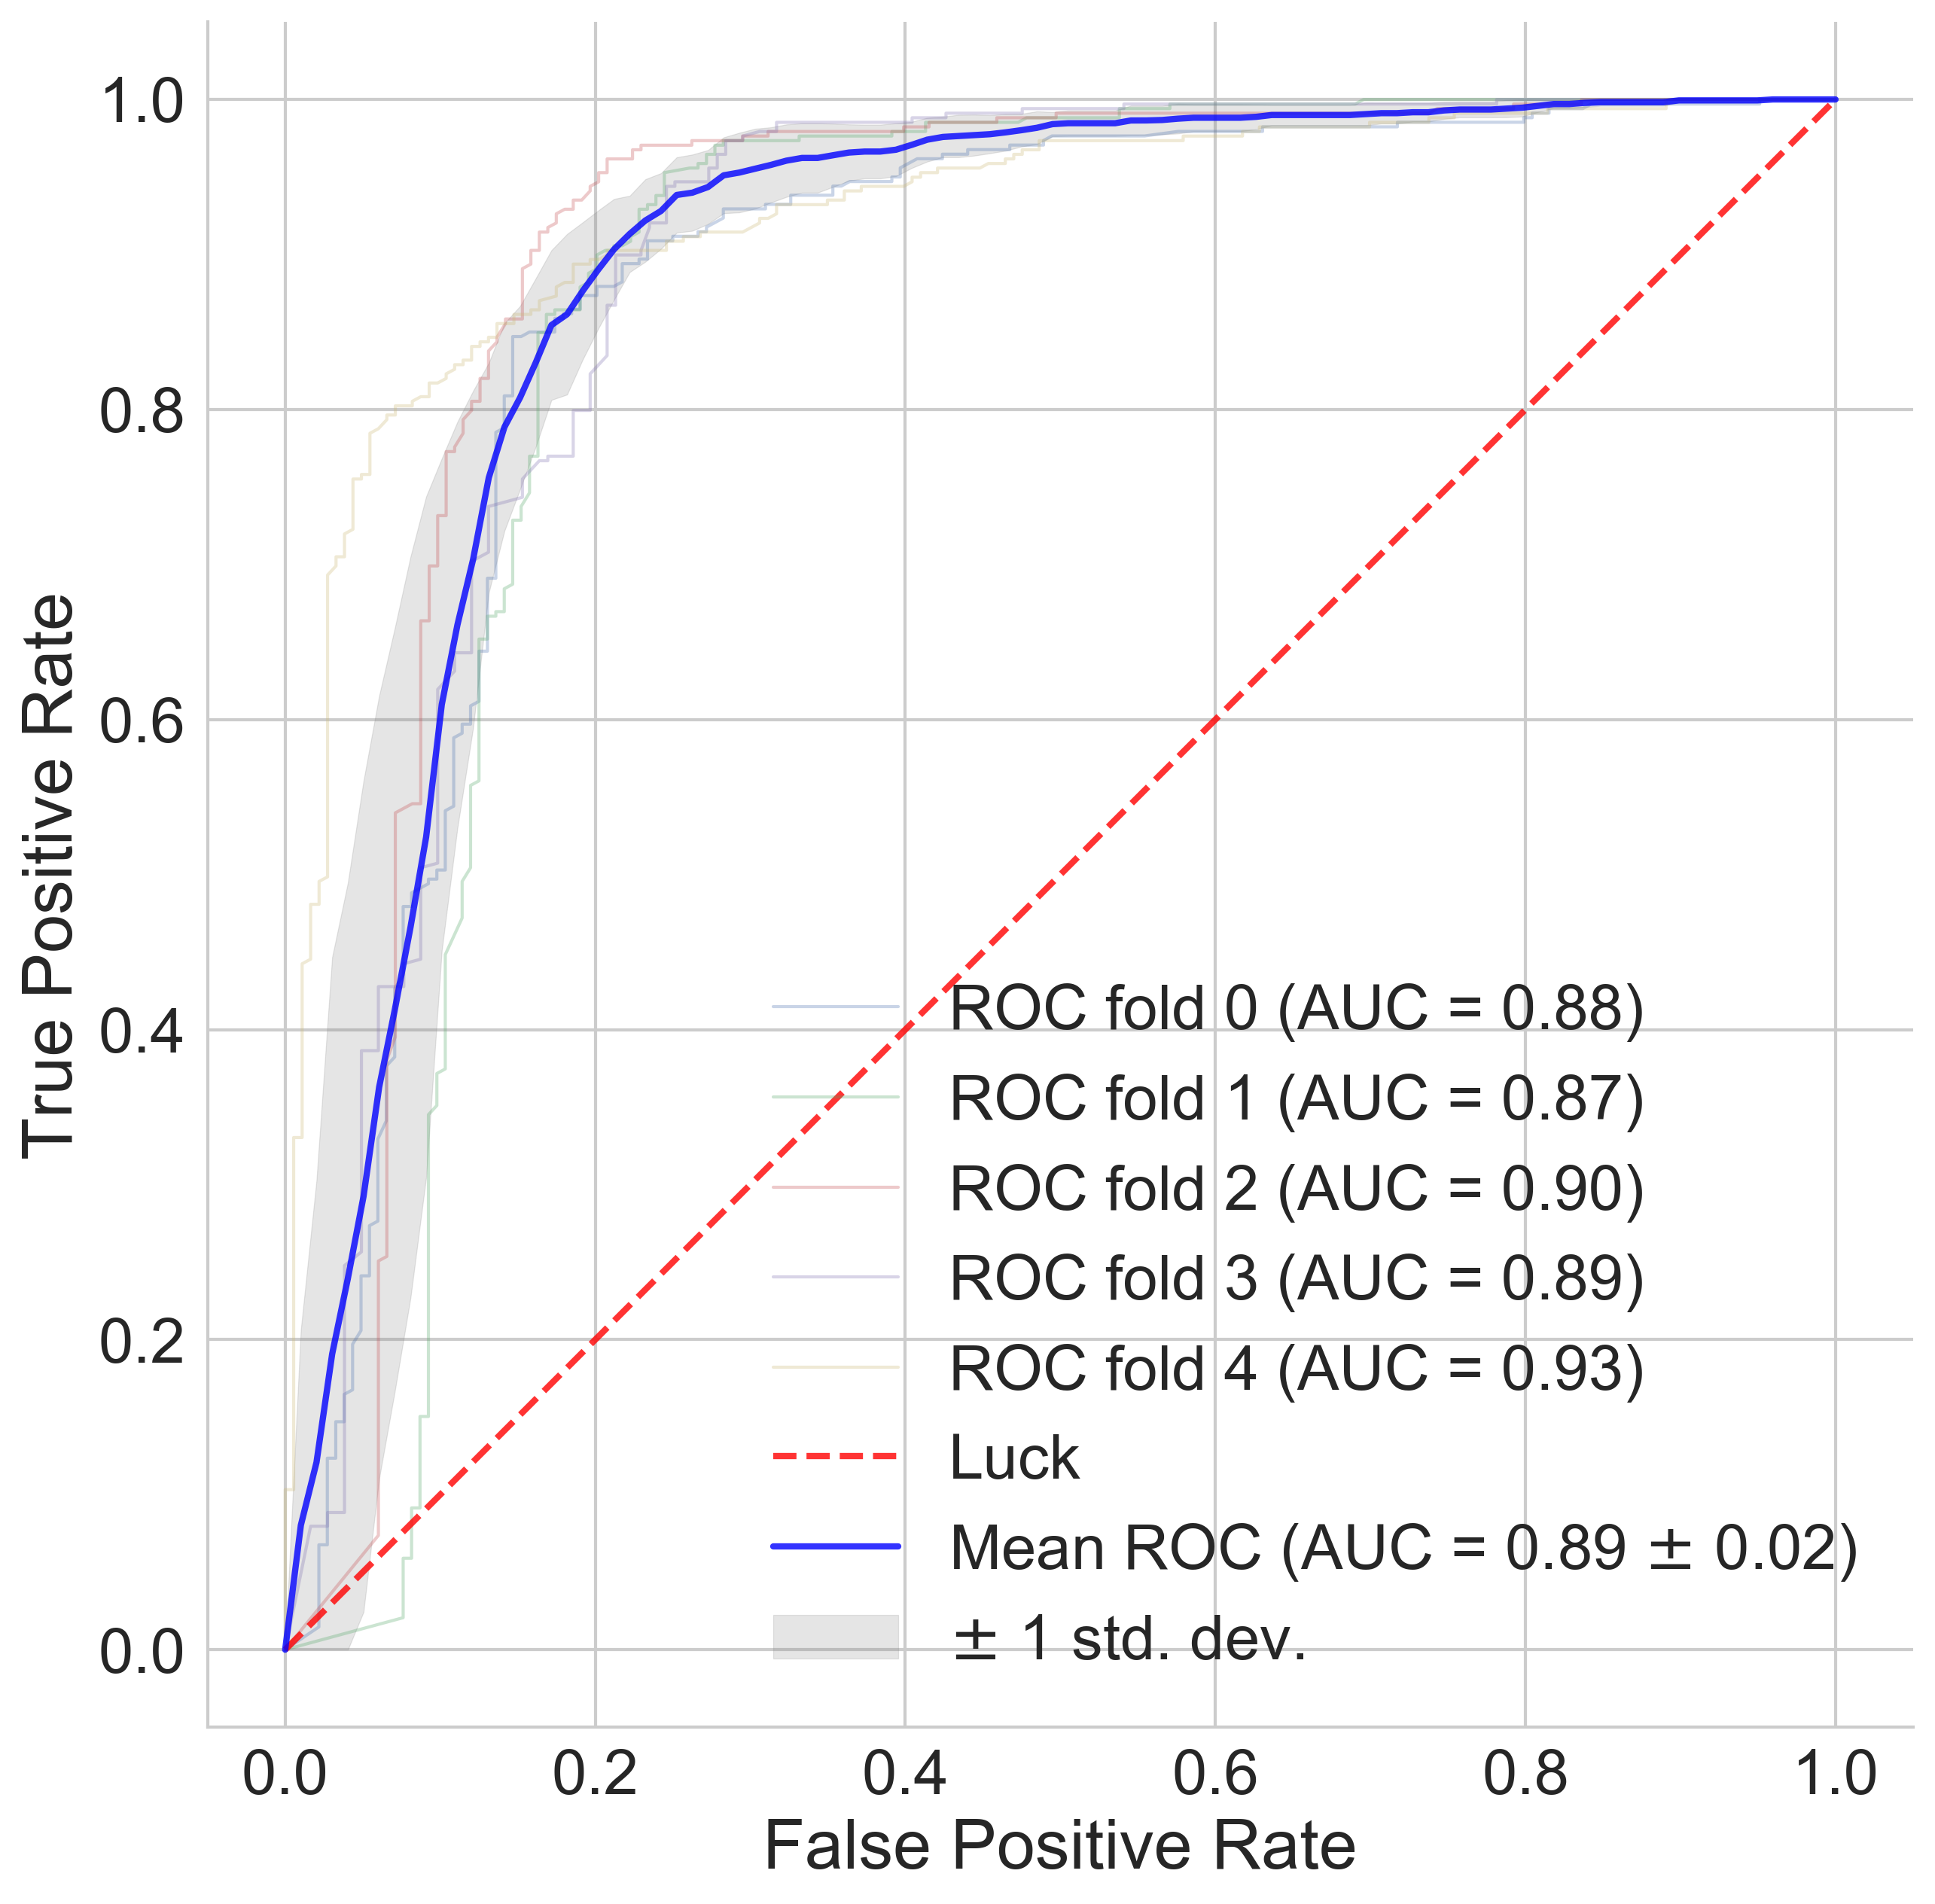 1.0
0.8
0.6
0.4
0.2
0.0
True Positive Rate
ROC fold 0 (AUC = 0.88)
ROC fold 1 (AUC = 0.87)
ROC fold 2 (AUC = 0.90)
ROC fold 3 (AUC = 0.89)
ROC fold 4 (AUC = 0.93)
Luck
Mean ROC (AUC = 0.89 ± 0.02)
± 1 std. dev.
0.0 0.2 0.4 0.6 0.8 1.0
False Positive Rate